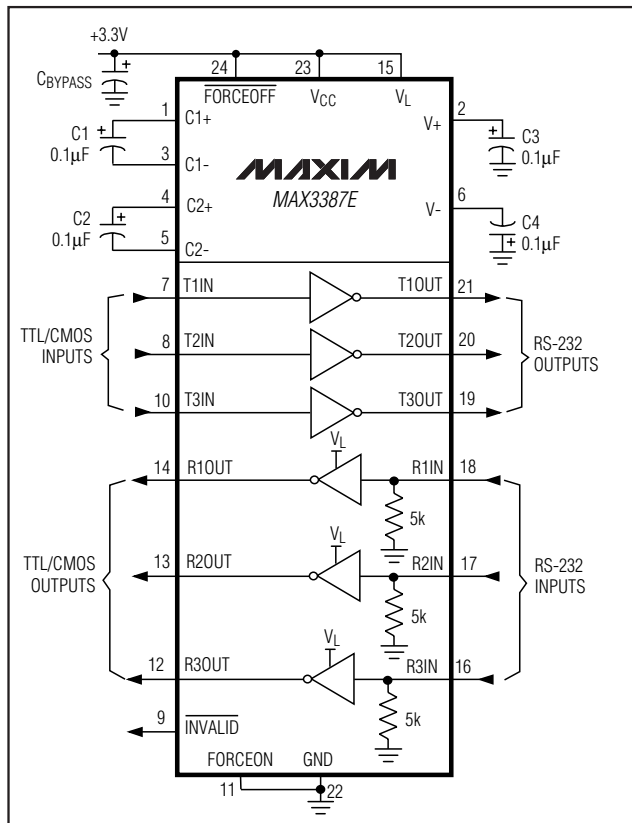 +3.3V
CBYPASS
24
23
15
FORCEOFF
VCC
VL
1
C1+
C1
0.1µF
3
C1-
4
C2+
C2
0.1µF
5
C2-
MAXIM
MAX3387E
2
V+
C3
0.1µF
6
V-
C4
0.1µF
7
T1IN
T1OUT
21
TTL/CMOS
INPUTS
8
T2IN
T2OUT
20
RS-232
OUTPUTS
10
T3IN
T3OUT
19
14
R1OUT
VL
R1IN
18
5k
TTL/CMOS
OUTPUTS
13
R2OUT
VL
R2IN
17
5k
RS-232
INPUTS
12
R3OUT
VL
R3IN
16
5k
9
INVALID
FORCEON
GND
11
22